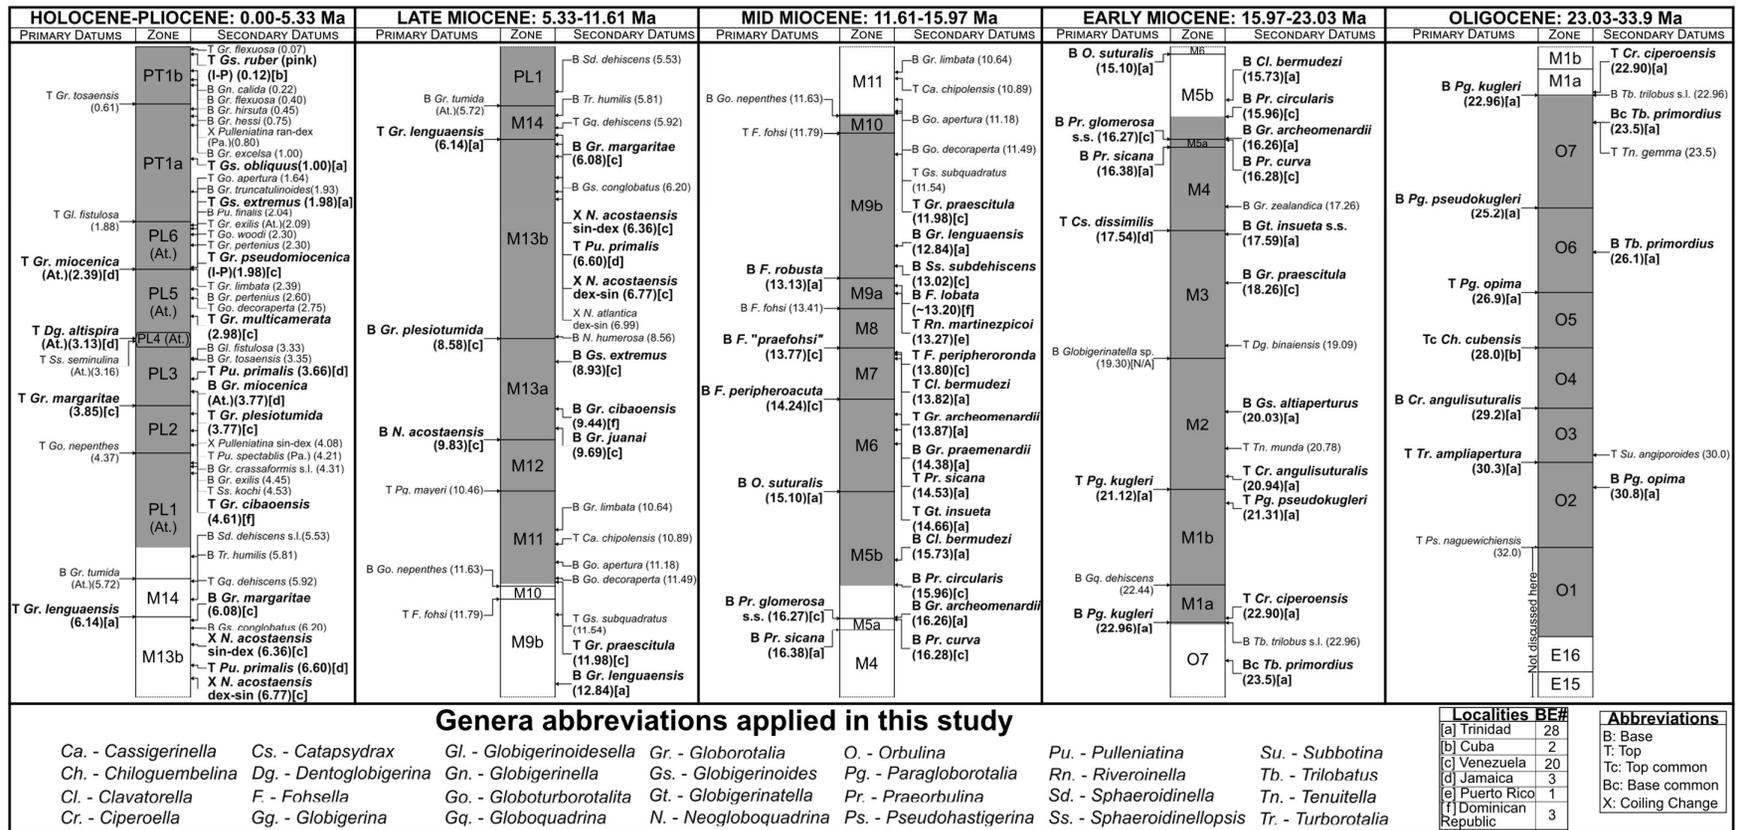 HOLOCENE-PLIOCENE: 0.00-5.33 Ma
PRIMARY DATUMS ZONE SECONDARY DATUMS
T Gr. tosaensis
(0.61)
T Gl. fistulosa
(1.88)
T Gr. miocenica
(At.)(2.39)[d]
T Dg. altispira
(At.)(3.13)[d]
T Ss. seminulina
(At.)(3.16)
T Gr. margaritae
(3.85)[c]
T Go. nepenthes
(4.37)
B Gr. tumida
(At.)(5.72)
T Gr. lenguaensis
(6.14)[a]
PT1b
PT1a
PL6
(At.)
PL5
(At.)
PL4 (At.)
PL3
PL2
PL1
(At.)
M14
M13b
T Gr. flexuosa (0.07)
T Gs. ruber (pink)
(I-P) (0.12)[b]
B Gn. calida (0.22)
B Gr. flexuosa (0.40)
B Gr. hirsuta (0.45)
B Gr. hessi (0.75)
X Pulleniatina ran-dex
(Pa.)(0.80)
B Gr. excelsa (1.00)
T Gs. obliquus(1.00)[a]
T Go. apertura (1.64)
B Gr. truncatulinoides(1.93)
T Gs. extremus (1.98)[a]
B Pu. finalis (2.04)
T Gr. exilis (At.)(2.09)
T Go. woodi (2.30)
T Gr. pertenius (2.30)
T Gr. pseudomiocenica
(I-P)(1.98)[c]
T Gr. limbata (2.39)
B Gr. pertenius (2.60)
T Go. decoraperta (2.75)
T Gr. multicamerata
(2.98)[c]
B Gl. fistulosa (3.33)
B Gr. tosaensis (3.35)
T Pu. primalis (3.66)[d]
B Gr. miocenica
(At.)(3.77)[d]
T Gr. plesiotumida
(3.77)[c]
X Pulleniatina sin-dex (4.08)
T Pu. spectablis (Pa.) (4.21)
B Gr. crassaformis s.l. (4.31)
B Gr. exilis (4.45)
T Ss. kochi (4.53)
T Gr. cibaoensis
(4.61)[f]
B Sd. dehiscens s.l.(5.53)
B Tr. humilis (5.81)
T Gq. dehiscens (5.92)
B Gr. margaritae
(6.08)[c]
B Gs. conglobatus (6.20)
X N. acostaensis
sin-dex (6.36)[c]
T Pu. primalis (6.60)[d]
X N. acostaensis
dex-sin (6.77)[c]
LATE MIOCENE: 5.33-11.61 Ma
PRIMARY DATUMS ZONE SECONDARY DATUMS
B Gr. tumida
(At.)(5.72)
T Gr. lenguaensis
(6.14)[a]
B Gr. plesiotumida
(8.58)[c]
B N. acostaensis
(9.83)[c]
T Pg. mayeri (10.46)
B Go. nepenthes (11.63)
T F. fohsi (11.79)
PL1
M14
M13b
M13a
M12
M11
M10
M9b
B Sd. dehiscens (5.53)
B Tr. humilis (5.81)
T Gq. dehiscens (5.92)
B Gr. margaritae
(6.08)[c]
B Gs. conglobatus (6.20)
X N. acostaensis
sin-dex (6.36)[c]
T Pu. primalis
(6.60)[d]
X N. acostaensis
dex-sin (6.77)[c]
X N. atlantica
dex-sin (6.99)
B N. humerosa (8.56)
B Gs. extremus
(8.93)[c]
B Gr. cibaoensis
(9.44)[f]
B Gr. juanai
(9.69)[c]
B Gr. limbata (10.64)
T Ca. chipolensis (10.89)
B Go. apertura (11.18)
B Go. decoraperta (11.49)
T Gs. subquadratus
(11.54)
T Gr. praescitula
(11.98)[c]
B Gr. lenguaensis
(12.84)[a]
MID MIOCENE: 11.61-15.97 Ma
PRIMARY DATUMS ZONE SECONDARY DATUMS
B Go. nepenthes (11.63)
T F. fohsi (11.79)
B F. robusta
(13.13)[a]
B F. fohsi (13.41)
B F. "praefohsi"
(13.77)[c]
B F. peripheroacuta
(14.24)[c]
B O. suturalis
(15.10)[a]
B Pr. glomerosa
s.s. (16.27)[c]
B Pr. sicana
(16.38)[a]
M11
M10
M9b
M9a
M8
M7
M6
M5b
M5a
M4
B Gr. limbata (10.64)
T Ca. chipolensis (10.89)
B Go. apertura (11.18)
B Go. decoraperta (11.49)
T Gs. subquadratus
(11.54)
T Gr. praescitula
(11.98)[c]
B Gr. lenguaensis
(12.84)[a]
B Ss. subdehiscens
(13.02)[c]
B F. lobata
(~13.20)[f]
T Rn. martinezpicoi
(13.27)[e]
T F. peripheroronda
(13.80)[c]
T Cl. bermudezi
(13.82)[a]
T Gr. archeomenardii
(13.87)[a]
B Gr. praemenardii
(14.38)[a]
T Pr. sicana
(14.53)[a]
T Gt. insueta
(14.66)[a]
B Cl. bermudezi
(15.73)[a]
B Pr. circularis
(15.96)[c]
B Gr. archeomenardii
(16.26)[a]
B Pr. curva
(16.28)[c]
EARLY MIOCENE: 15.97-23.03 Ma
PRIMARY DATUMS ZONE SECONDARY DATUMS
B O. suturalis
(15.10)[a]
B Pr. glomerosa
s.s. (16.27)[c]
B Pr. sicana
(16.38)[a]
T Cs. dissimilis
(17.54)[d]
B Globigerinatella sp.
(19.30)[N/A]
T Pg. kugleri
(21.12)[a]
B Gq. dehiscens
(22.44)
B Pg. kugleri
(22.96)[a]
M6
M5b
M5a
M4
M3
M2
M1b
M1a
O7
B Cl. bermudezi
(15.73)[a]
B Pr. circularis
(15.96)[c]
B Gr. archeomenardii
(16.26)[a]
B Pr. curva
(16.28)[c]
B Gr. zealandica (17.26)
B Gt. insueta s.s.
(17.59)[a]
B Gr. praescitula
(18.26)[c]
T Dg. binaiensis (19.09)
B Gs. altiaperturus
(20.03)[a]
T Tn. munda (20.78)
T Cr. angulisuturalis
(20.94)[a]
T Pg. pseudokugleri
(21.31)[a]
T Cr. ciperoensis
(22.90)[a]
B Tb. trilobus s.l. (22.96)
Bc Tb. primordius
(23.5)[a]
OLIGOCENE: 23.03-33.9 Ma
PRIMARY DATUMS ZONE SECONDARY DATUMS
B Pg. kugleri
(22.96)[a]
B Pg. pseudokugleri
(25.2)[a]
T Pg. opima
(26.9)[a]
Tc Ch. cubensis
(28.0)[b]
B Cr. angulisuturalis
(29.2)[a]
T Tr. ampliapertura
(30.3)[a]
T Ps. naguewichiensis
(32.0)
Not discussed here
M1b
M1a
O7
O6
O5
O4
O3
O2
O1
E16
E15
T Cr. ciperoensis
(22.90)[a]
B Tb. trilobus s.l. (22.96)
Bc Tb. primordius
(23.5)[a]
T Tn. gemma (23.5)
B Tb. primordius
(26.1)[a]
T Su. angiporoides (30.0)
B Pg. opima
(30.8)[a]
Genera abbreviations applied in this study
Ca. - Cassigerinella Cs. - Catapsydrax Gl. - Globigerinoidesella Gr. - Globorotalia O. - Orbulina Pu. - Pulleniatina Su. - Subbotina
Ch. - Chiloguembelina Dg. - Dentoglobigerina Gn. - Globigerinella Gs. - Globigerinoides Pg. - Paragloborotalia Rn. - Riveroinella Tb. - Trilobatus
Cl. - Clavatorella F. - Fohsella Go. - Globoturborotalita Gt. - Globigerinatella Pr. - Praeorbulina Sd. - Sphaeroidinella Tn. - Tenuitella
Cr. - Ciperoella Gg. - Globigerina Gq. - Globoquadrina N. - Neogloboquadrina Ps. - Pseudohastigerina Ss. - Sphaeroidinellopsis Tr. - Turborotalia
Localities BE#
[a] Trinidad 28
[b] Cuba 2
[c] Venezuela 20
[d] Jamaica 3
[e] Puerto Rico 1
[f] Dominican
Republic 3
Abbreviations
B: Base
T: Top
Tc: Top common
Bc: Base common
X: Coiling Change